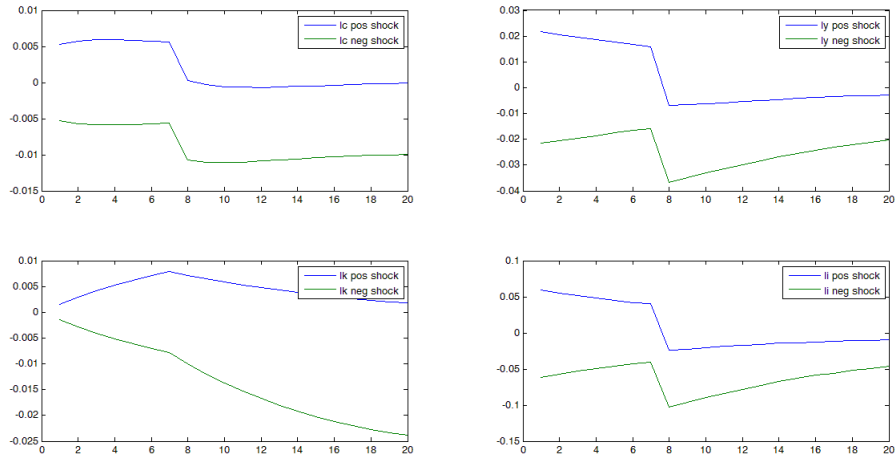 0.01
0.005
0
-0.005
-0.01
-0.015
0 2 4 6 8 10 12 14 16 18 20
lc pos shock
lc neg shock
0.03
0.02
0.01
0
-0.01
-0.02
-0.03
-0.04
0 2 4 6 8 10 12 14 16 18 20
ly pos shock
ly neg shock
0.01
0.005
0
-0.005
-0.01
-0.015
-0.02
-0.025
0 2 4 6 8 10 12 14 16 18 20
lk pos shock
lk neg shock
0.1
0.05
0
-0.05
-0.1
-0.15
0 2 4 6 8 10 12 14 16 18 20
li pos shock
li neg shock